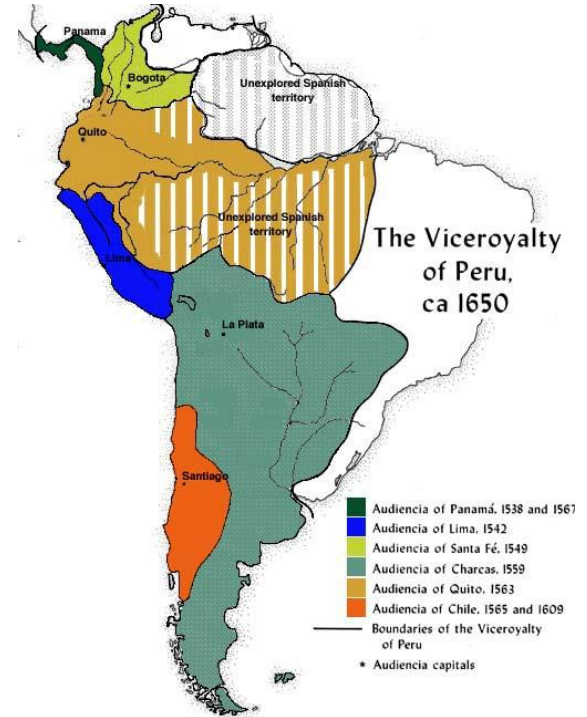 Panama
Bogota
Unexplored Spanish
territory
Quito
Unexplored Spanish
territory
The Viceroyalty
of Peru,
ca 1650
Lima
La Plata
Santiago
Audiencia of Panamá, 1538 and 1567
Audiencia of Lima, 1542
Audiencia of Santa Fé, 1549
Audiencia of Charcas, 1559
Audiencia of Quito, 1563
Audiencia of Chile, 1565 and 1609
Boundaries of the Viceroyalty
of Peru
* Audiencia capitals